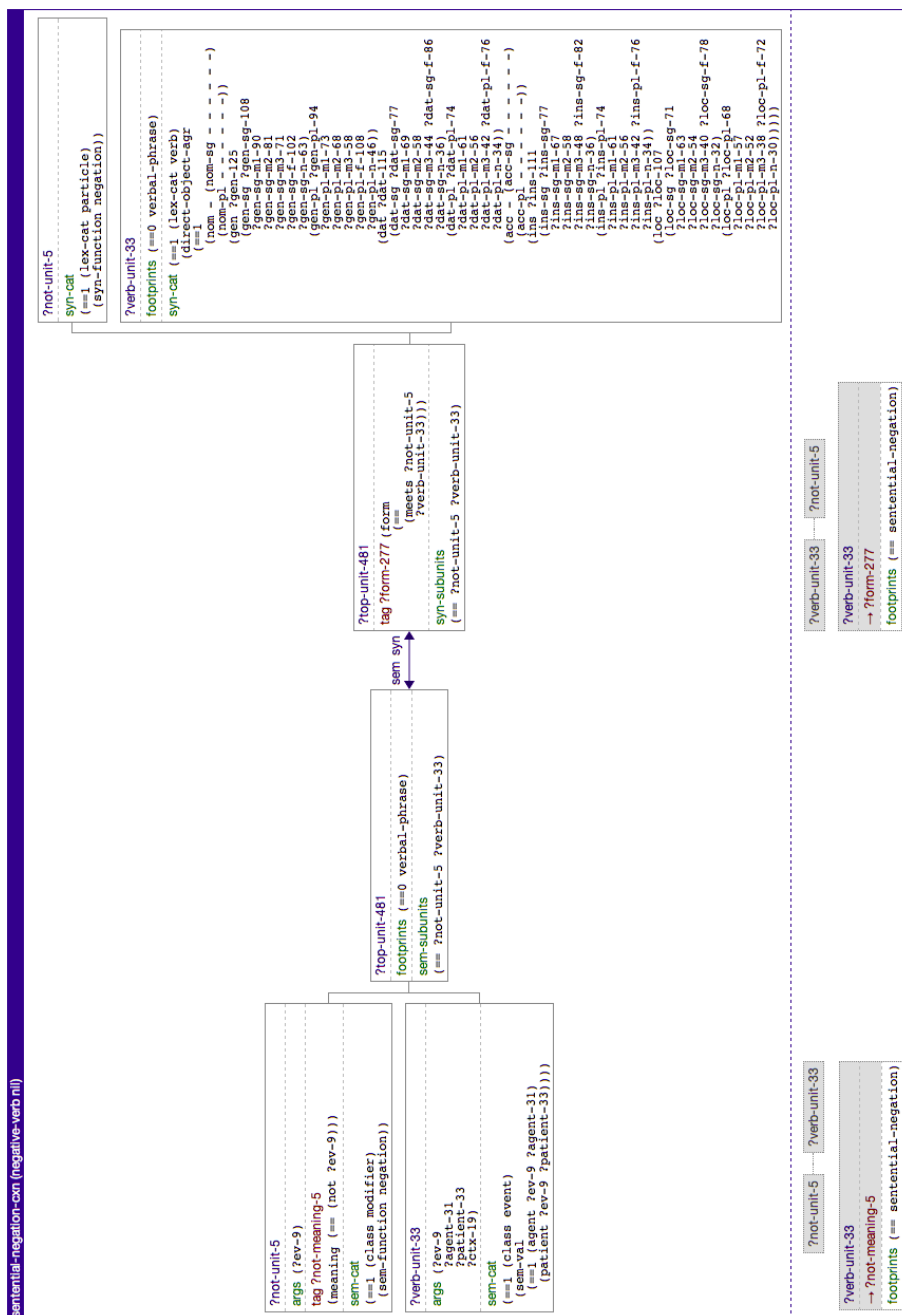 sentential-negation-cxn (negative-verb nil)
?not-unit-5
args (?ev-9)
tag ?not-meaning-5
(meaning (== (not ?ev-9)))
sem-cat
(==1 (class modifier)
(sem-function negation))
?verb-unit-33
args (?ev-9
?agent-31
?patient-33
?ctx-19)
sem-cat
(==1 (class event)
(sem-val
(==1 (agent ?ev-9 ?agent-31)
(patient ?ev-9 ?patient-33))))
?top-unit-481
footprints (==0 verbal-phrase)
sem-subunits
(== ?not-unit-5 ?verb-unit-33)
sem syn
?top-unit-481
tag ?form-277 (form
(==
(meets ?not-unit-5
?verb-unit-33)))
syn-subunits
(== ?not-unit-5 ?verb-unit-33)
?not-unit-5
syn-cat
(==1 (lex-cat particle)
(syn-function negation))
?verb-unit-33
footprints (==0 verbal-phrase)
syn-cat (==1 (lex-cat verb)
(direct-object-agr
(==1
(nom - (nom-sg - - - - - -)
(nom-pl - - - - - -))
(gen ?gen-125
(gen-sg ?gen-sg-108
?gen-sg-m1-90
?gen-sg-m2-81
?gen-sg-m3-71
?gen-sg-f-102
?gen-sg-n-63)
(gen-pl ?gen-pl-94
?gen-pl-m1-73
?gen-pl-m2-68
?gen-pl-m3-58
?gen-pl-f-108
?gen-pl-n-46))
(dat ?dat-115
(dat-sg ?dat-sg-77
?dat-sg-m1-69
?dat-sg-m2-58
?dat-sg-m3-44 ?dat-sg-f-86
?dat-sg-n-36)
(dat-pl ?dat-pl-74
?dat-pl-m1-61
?dat-pl-m2-56
?dat-pl-m3-42 ?dat-pl-f-76
?dat-pl-n-34))
(acc - (acc-sg - - - - - -)
(acc-pl - - - - - -))
(ins ?ins-111
(ins-sg ?ins-sg-77
?ins-sg-m1-67
?ins-sg-m2-58
?ins-sg-m3-48 ?ins-sg-f-82
?ins-sg-n-36)
(ins-pl ?ins-pl-74
?ins-pl-m1-61
?ins-pl-m2-56
?ins-pl-m3-42 ?ins-pl-f-76
?ins-pl-n-34))
(loc ?loc-107
(loc-sg ?loc-sg-71
?loc-sg-m1-63
?loc-sg-m2-54
?loc-sg-m3-40 ?loc-sg-f-78
?loc-sg-n-32)
(loc-pl ?loc-pl-68
?loc-pl-m1-57
?loc-pl-m2-52
?loc-pl-m3-38 ?loc-pl-f-72
?loc-pl-n-30)))))
?not-unit-5
?verb-unit-33
?verb-unit-33
→ ?not-meaning-5
footprints (== sentential-negation)
?verb-unit-33
?not-unit-5
?verb-unit-33
→ ?form-277
footprints (== sentential-negation)